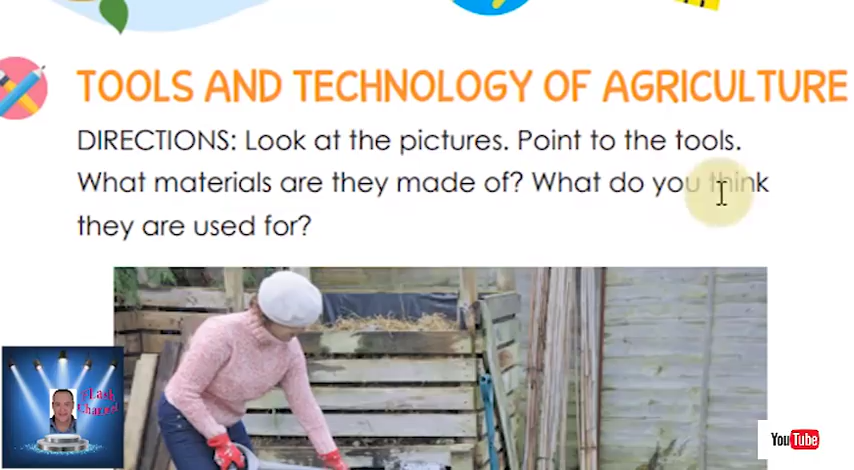 TOOLS AND TECHNOLOGY OF AGRICULTURE
DIRECTIONS: Look at the pictures. Point to the tools.
What materials are they made of? What do you think
they are used for?
Channel
YouTube